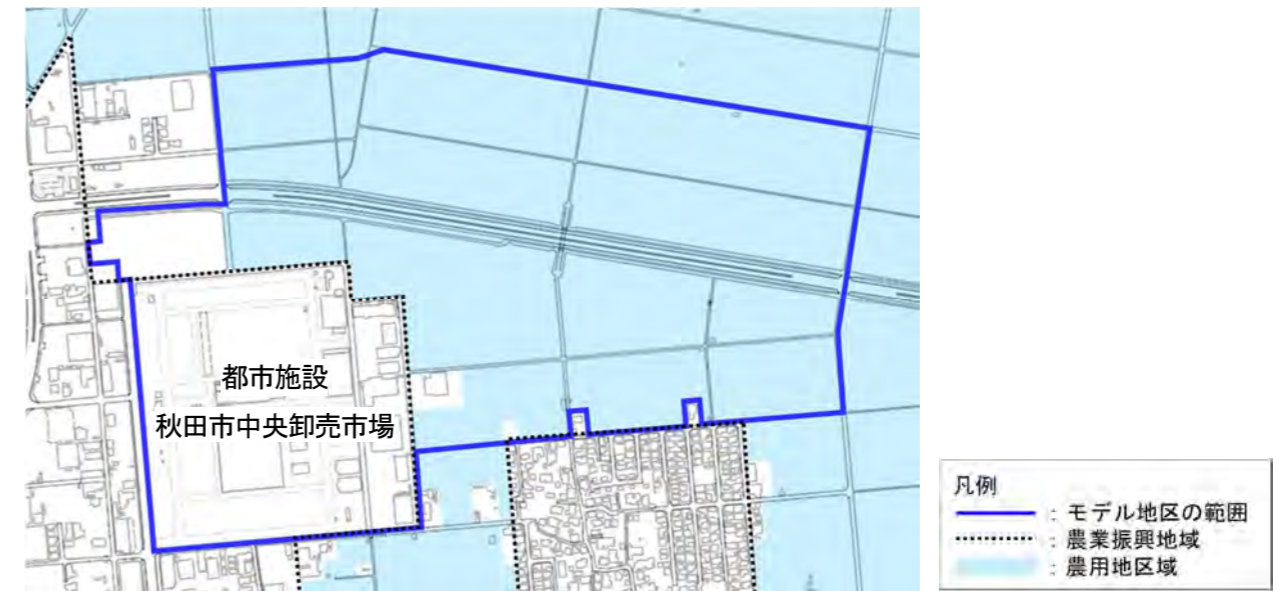 都市施設
秋田市中央卸売市場
凡例
：モデル地区の範囲
：農業振興地域
：農用地区域